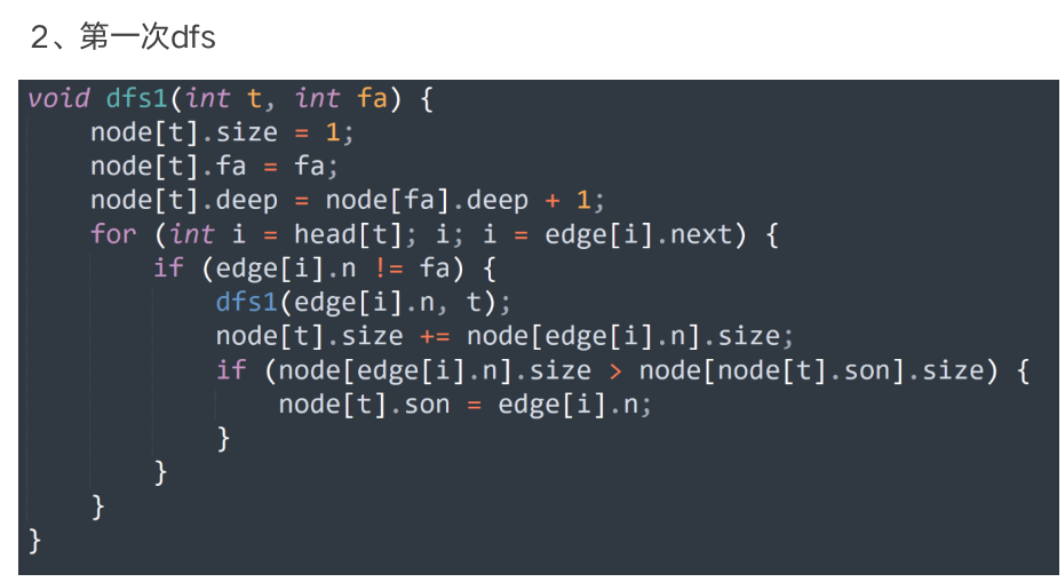 2、第一次dfs
void dfs1(int t, int fa) {
    node[t].size = 1;
    node[t].fa = fa;
    node[t].deep = node[fa].deep + 1;
    for (int i = head[t]; i; i = edge[i].next) {
        if (edge[i].n != fa) {
            dfs1(edge[i].n, t);
            node[t].size += node[edge[i].n].size;
            if (node[edge[i].n].size > node[node[t].son].size) {
                node[t].son = edge[i].n;
            }
        }
    }
}